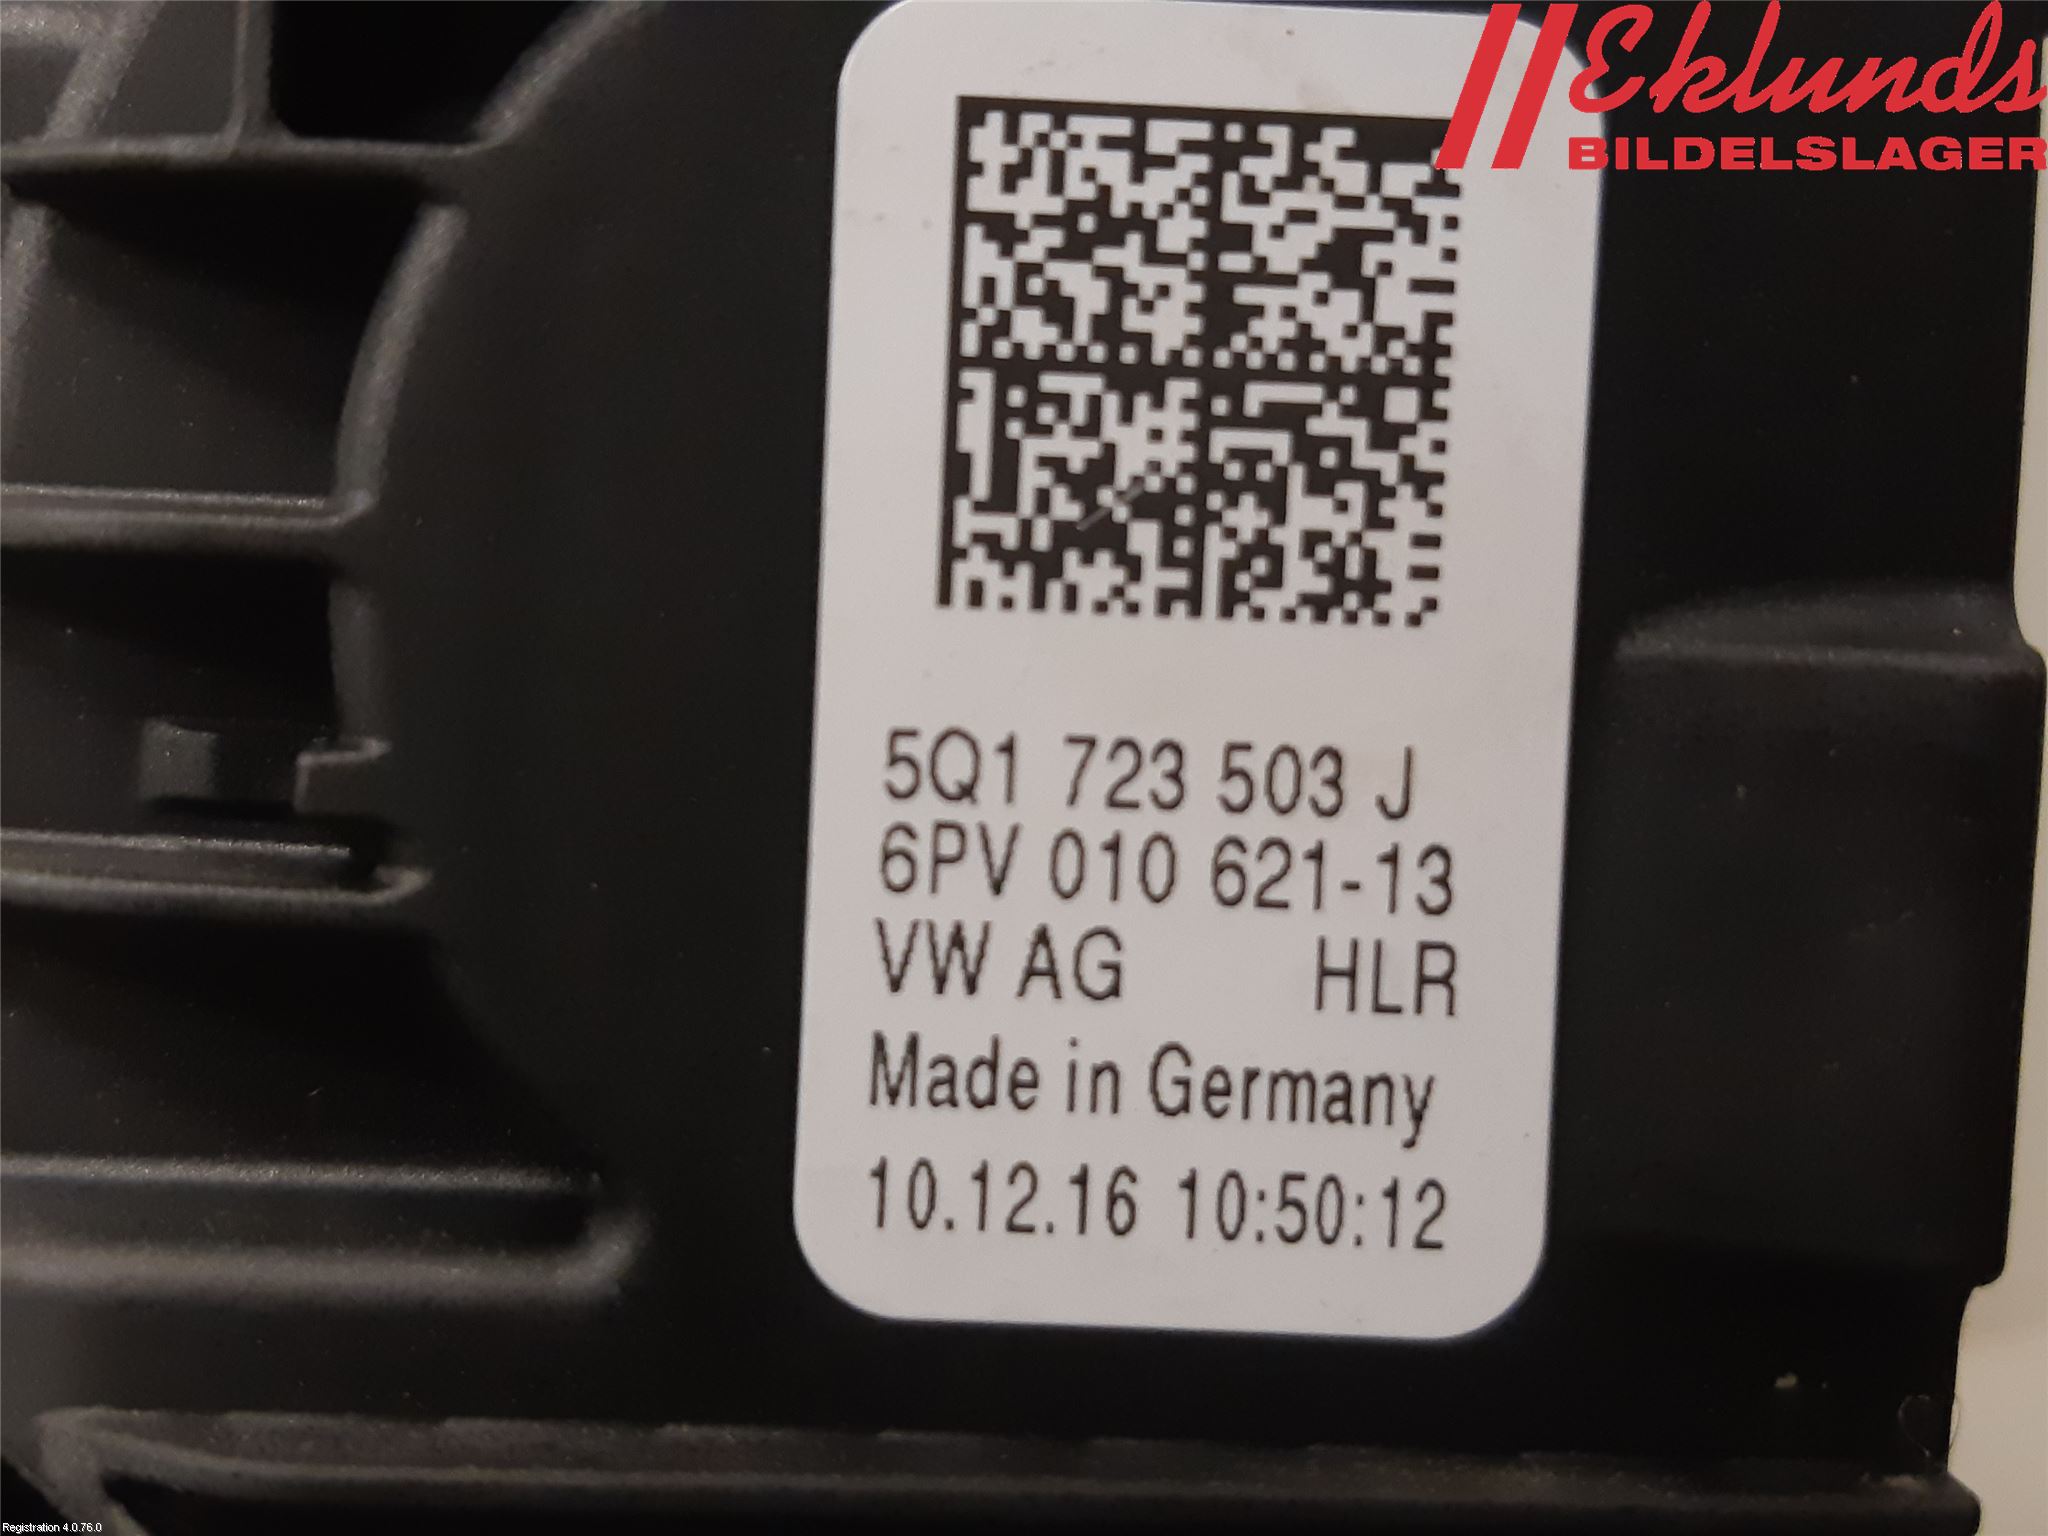 Eklunds
BILDELSLAGER
5Q1 723 503 J
6PV 010 621-13
VW AG HLR
Made in Germany
10.12.16 10:50:12
Registration 4.0.76.0